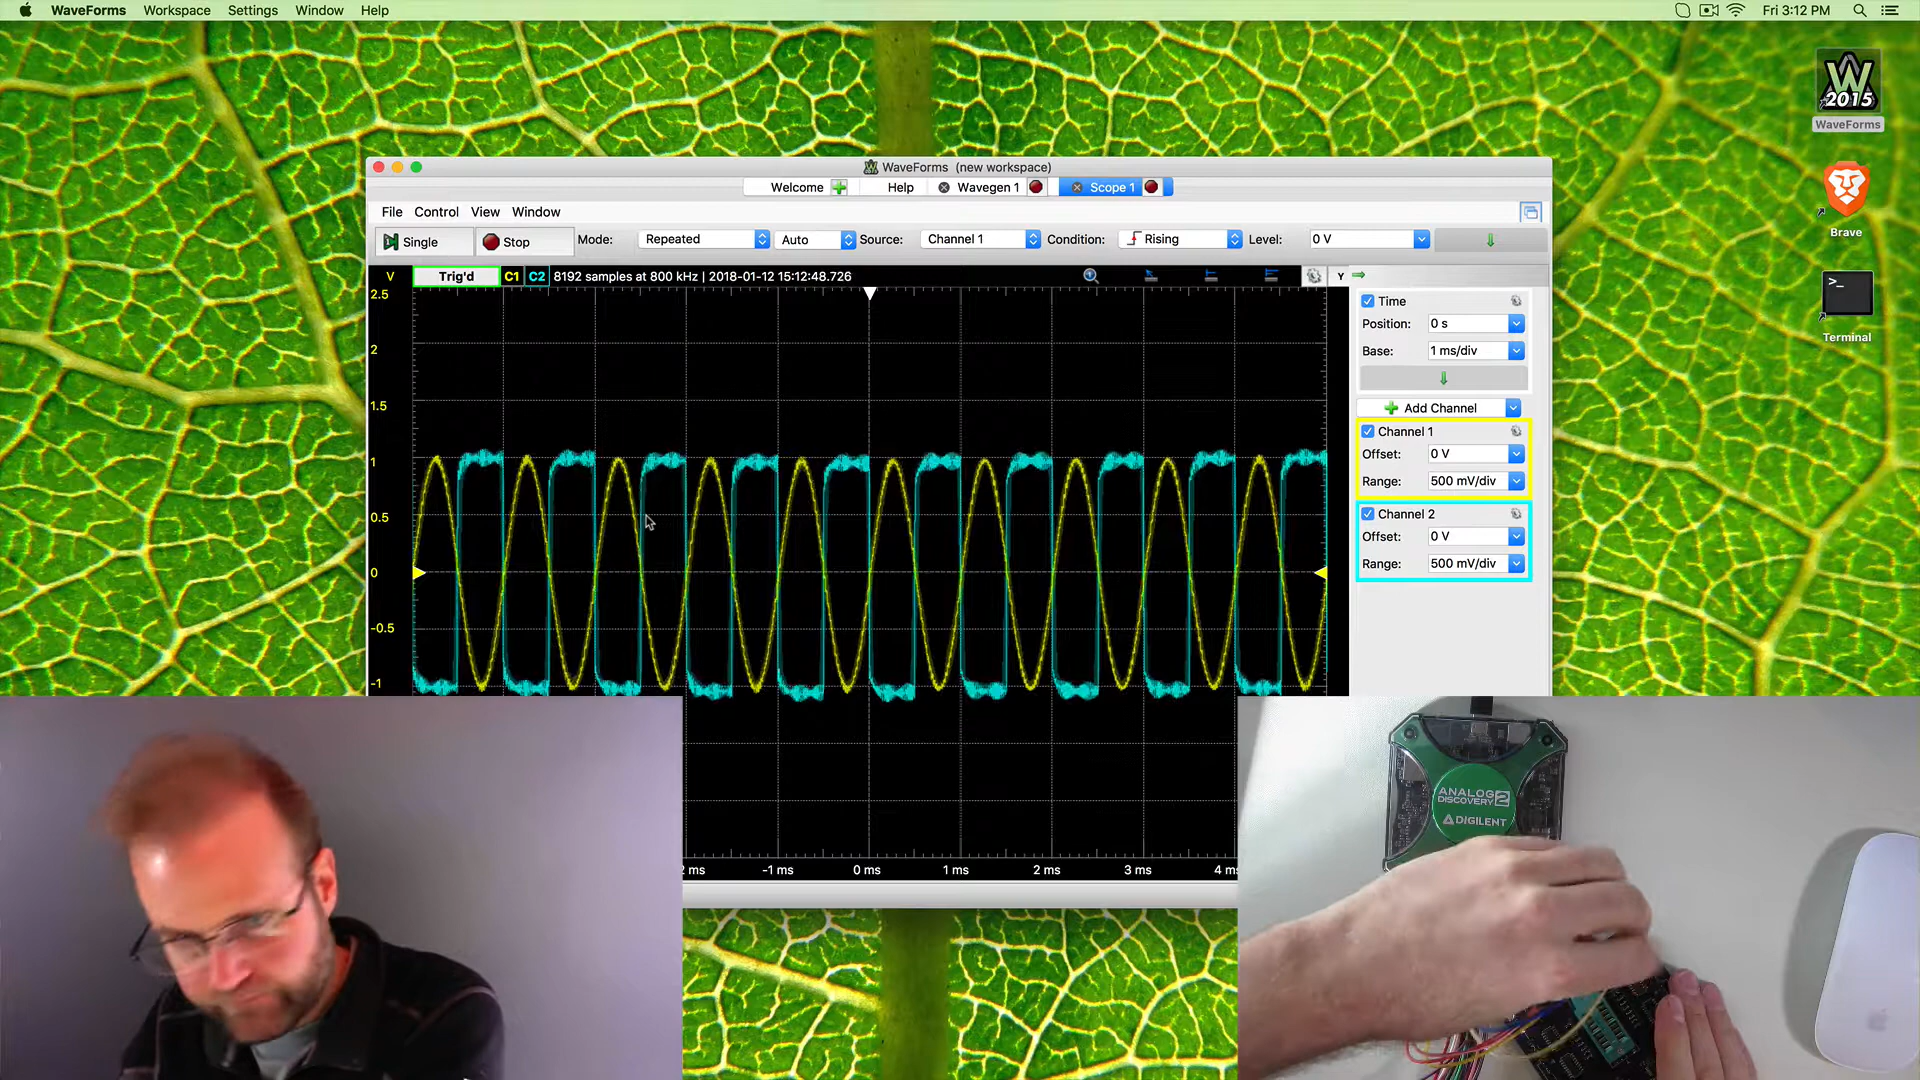 WaveForms Workspace Settings Window Help
Fri 3:12 PM
W
2015
WaveForms
Brave
>_
Terminal
WaveForms (new workspace)
Welcome Help Wavegen 1 Scope 1
File Control View Window
Single Stop Mode: Repeated Auto Source: Channel 1 Condition: Rising Level: 0 V
V Trig'd C1 C2 8192 samples at 800 kHz | 2018-01-12 15:12:48.726 Y
2.5
2
1.5
1
0.5
0
-0.5
-1
Time
Position: 0 s
Base: 1 ms/div
Add Channel
Channel 1
Offset: 0 V
Range: 500 mV/div
Channel 2
Offset: 0 V
Range: 500 mV/div
2 ms -1 ms 0 ms 1 ms 2 ms 3 ms 4 ms
ANALOG
DISCOVERY 2
DIGILENT